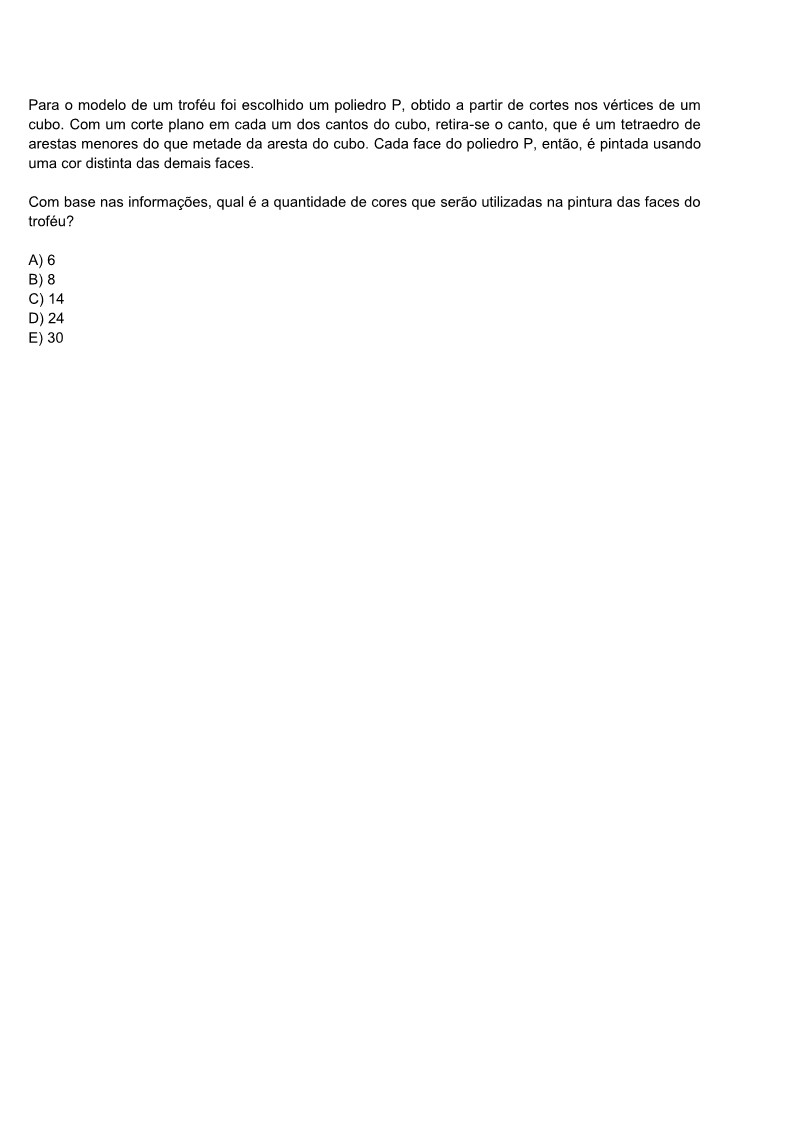 Para o modelo de um troféu foi escolhido um poliedro P, obtido a partir de cortes nos vértices de um
cubo. Com um corte plano em cada um dos cantos do cubo, retira-se o canto, que é um tetraedro de
arestas menores do que metade da aresta do cubo. Cada face do poliedro P, então, é pintada usando
uma cor distinta das demais faces.
Com base nas informações, qual é a quantidade de cores que serão utilizadas na pintura das faces do
troféu?
A) 6
B) 8
C) 14
D) 24
E) 30